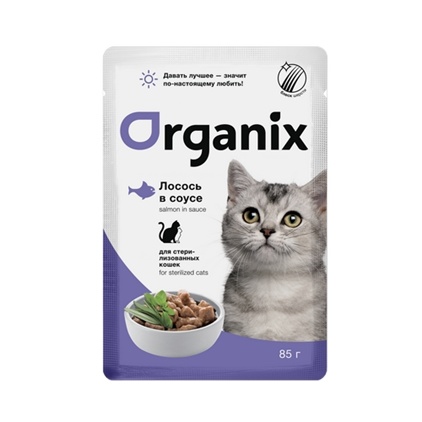 Давать лучшее — значит
по-настоящему любить!
Organix
Лосось
в соусе
salmon in sauce
для стери-
лизованных
кошек
for sterilized cats
85 г